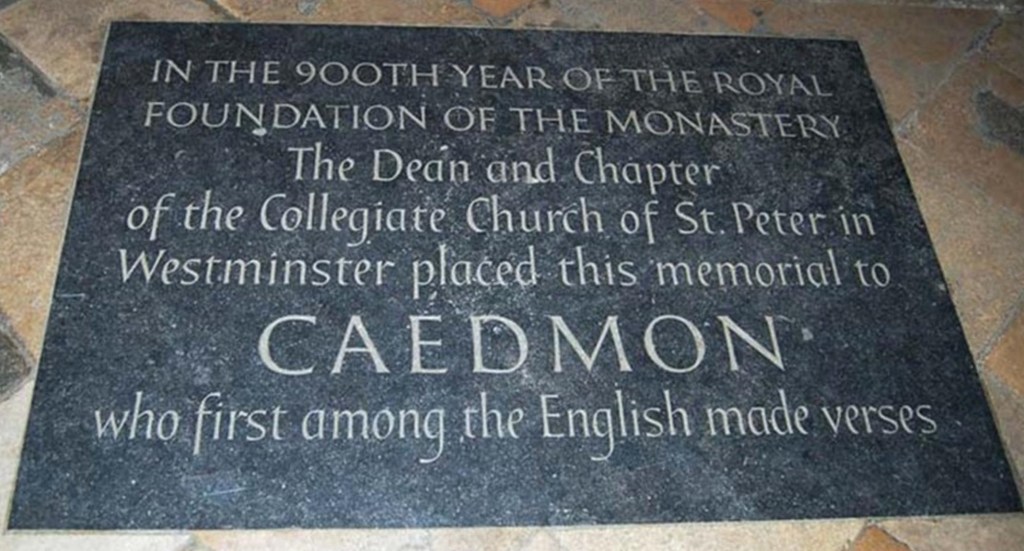 IN THE 900TH YEAR OF THE ROYAL
FOUNDATION OF THE MONASTERY
The Dean and Chapter
of the Collegiate Church of St. Peter in
Westminster placed this memorial to
CAEDMON
who first among the English made verses